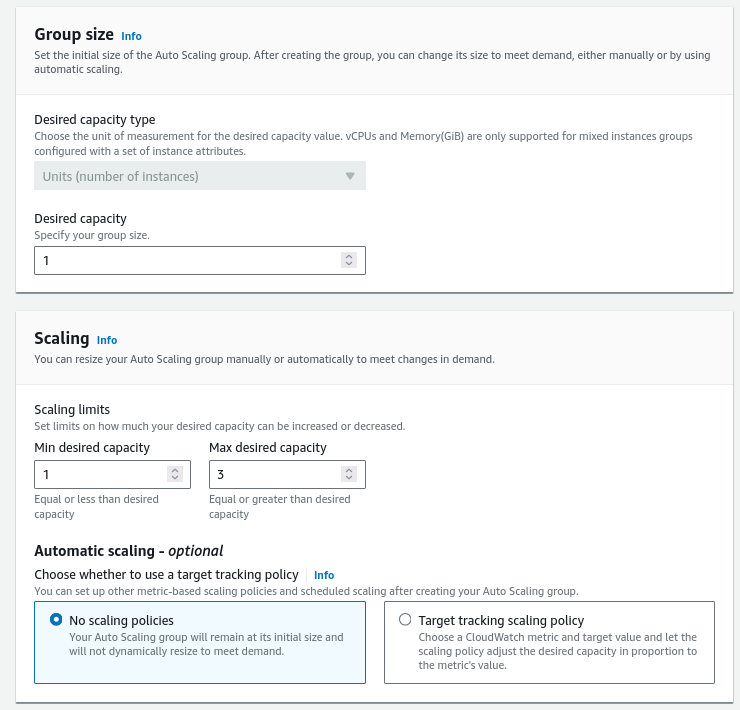 Group size Info
Set the initial size of the Auto Scaling group. After creating the group, you can change its size to meet demand, either manually or by using
automatic scaling.
Desired capacity type
Choose the unit of measurement for the desired capacity value. vCPUs and Memory(GiB) are only supported for mixed instances groups
configured with a set of instance attributes.
Units (number of instances)
Desired capacity
Specify your group size.
1
Scaling Info
You can resize your Auto Scaling group manually or automatically to meet changes in demand.
Scaling limits
Set limits on how much your desired capacity can be increased or decreased.
Min desired capacity
1
Equal or less than desired
capacity
Max desired capacity
3
Equal or greater than desired
capacity
Automatic scaling - optional
Choose whether to use a target tracking policy Info
You can set up other metric-based scaling policies and scheduled scaling after creating your Auto Scaling group.
No scaling policies
Your Auto Scaling group will remain at its initial size and
will not dynamically resize to meet demand.
Target tracking scaling policy
Choose a CloudWatch metric and target value and let the
scaling policy adjust the desired capacity in proportion to
the metric's value.